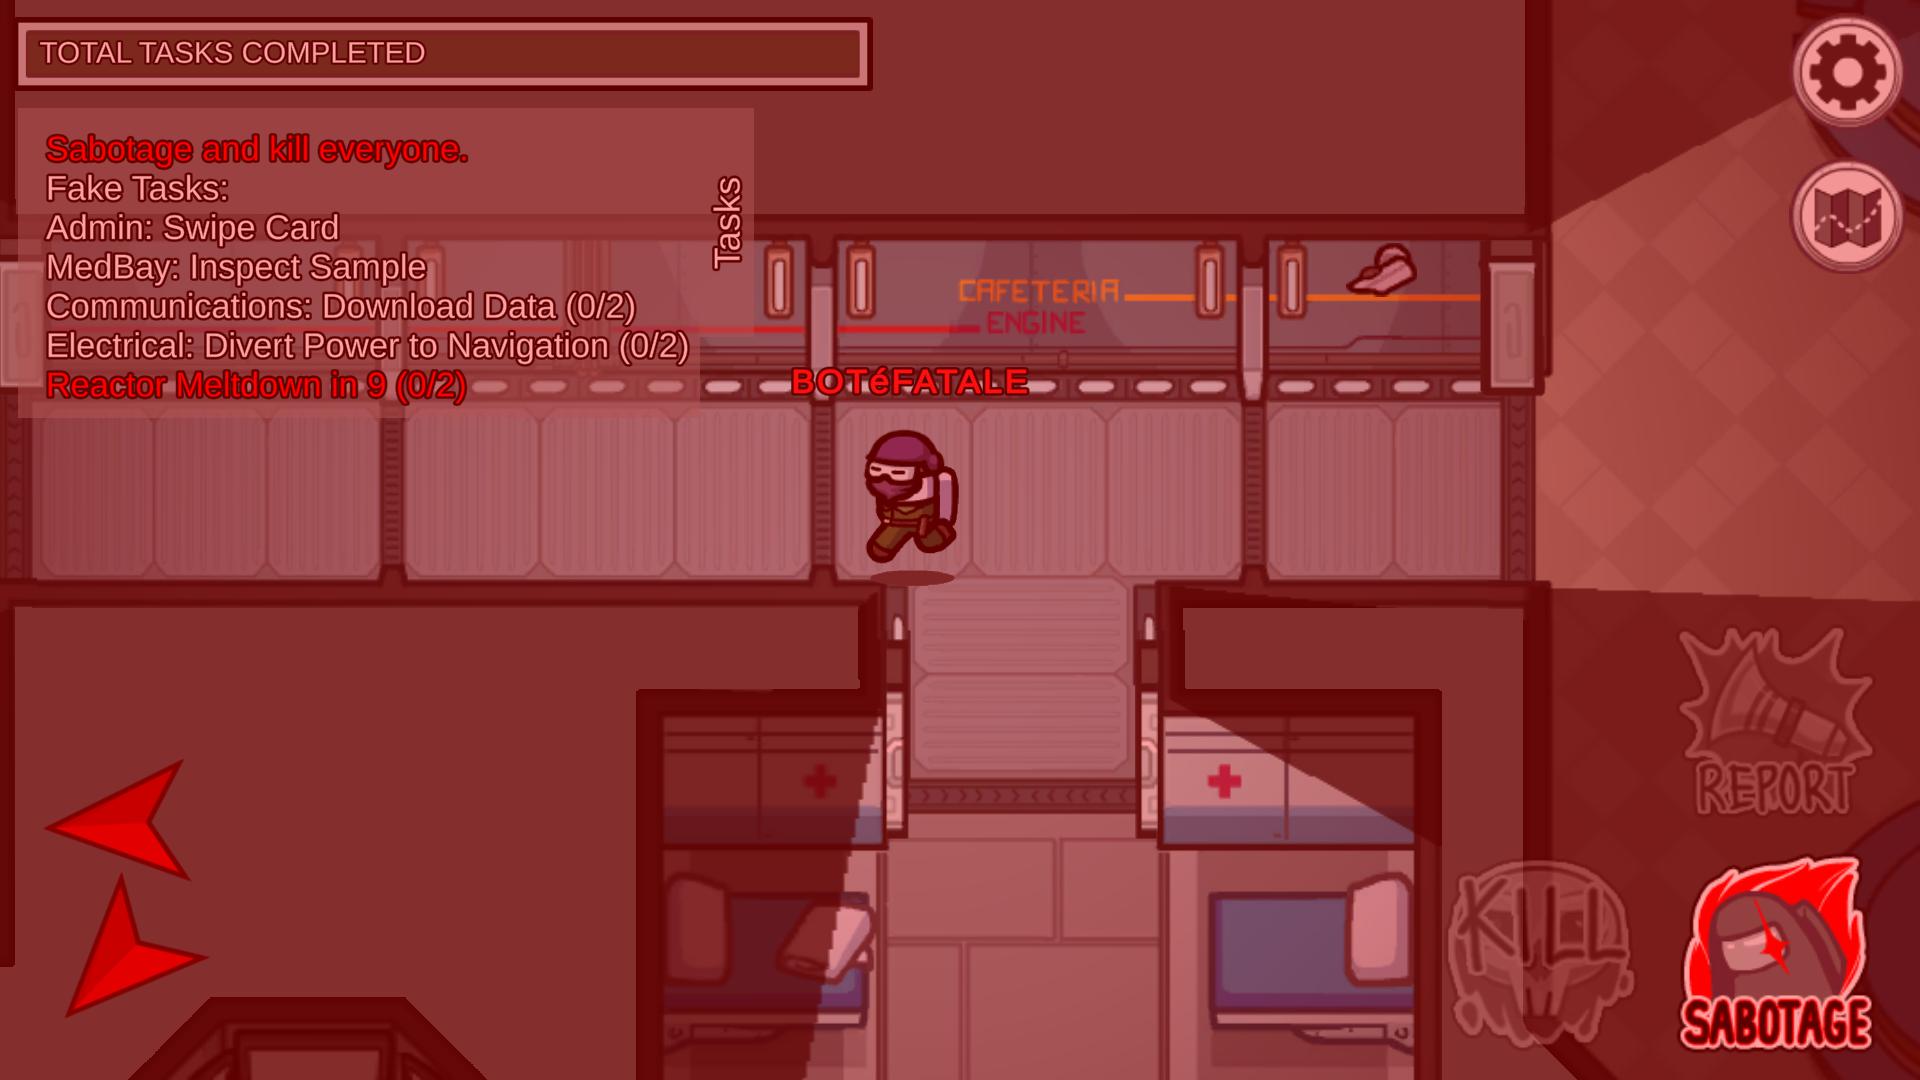 TOTAL TASKS COMPLETED
Sabotage and kill everyone.
Fake Tasks:
Admin: Swipe Card
MedBay: Inspect Sample
Communications: Download Data (0/2)
Electrical: Divert Power to Navigation (0/2)
Reactor Meltdown in 9 (0/2)
Tasks
CAFETERIA
ENGINE
BOTéFATALE
REPORT
KILL
SABOTAGE